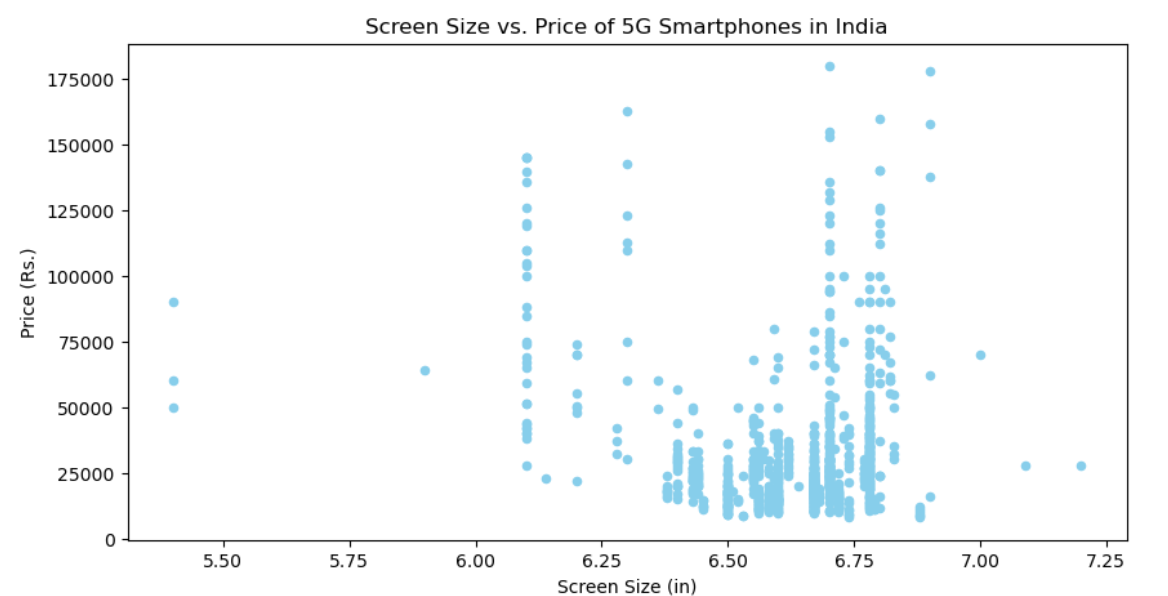 Screen Size vs. Price of 5G Smartphones in India
175000
150000
125000
100000
75000
50000
25000
0
Price (Rs.)
5.50 5.75 6.00 6.25 6.50 6.75 7.00 7.25
Screen Size (in)